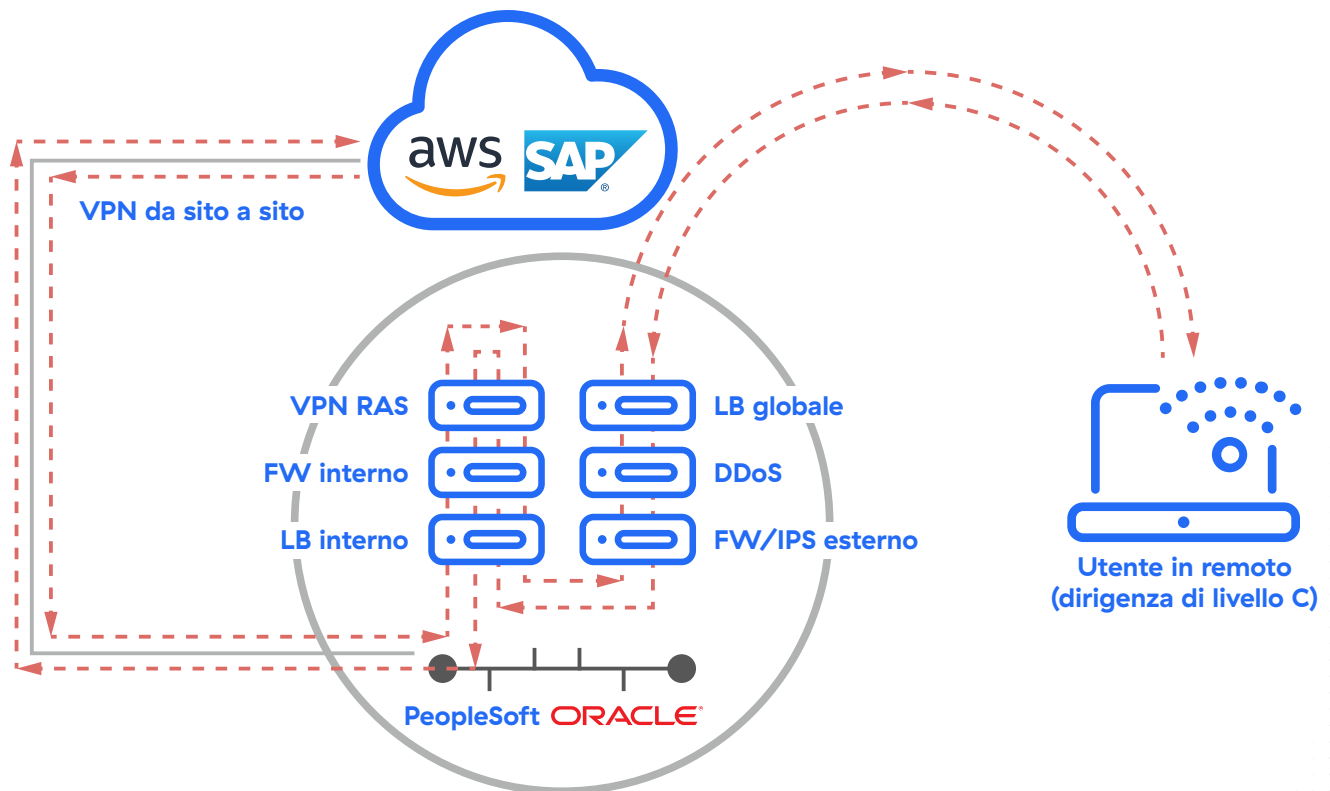 aws
SAP®
VPN da sito a sito
VPN RAS
LB globale
FW interno
DDoS
LB interno
FW/IPS esterno
Utente in remoto
(dirigenza di livello C)
PeopleSoft ORACLE®